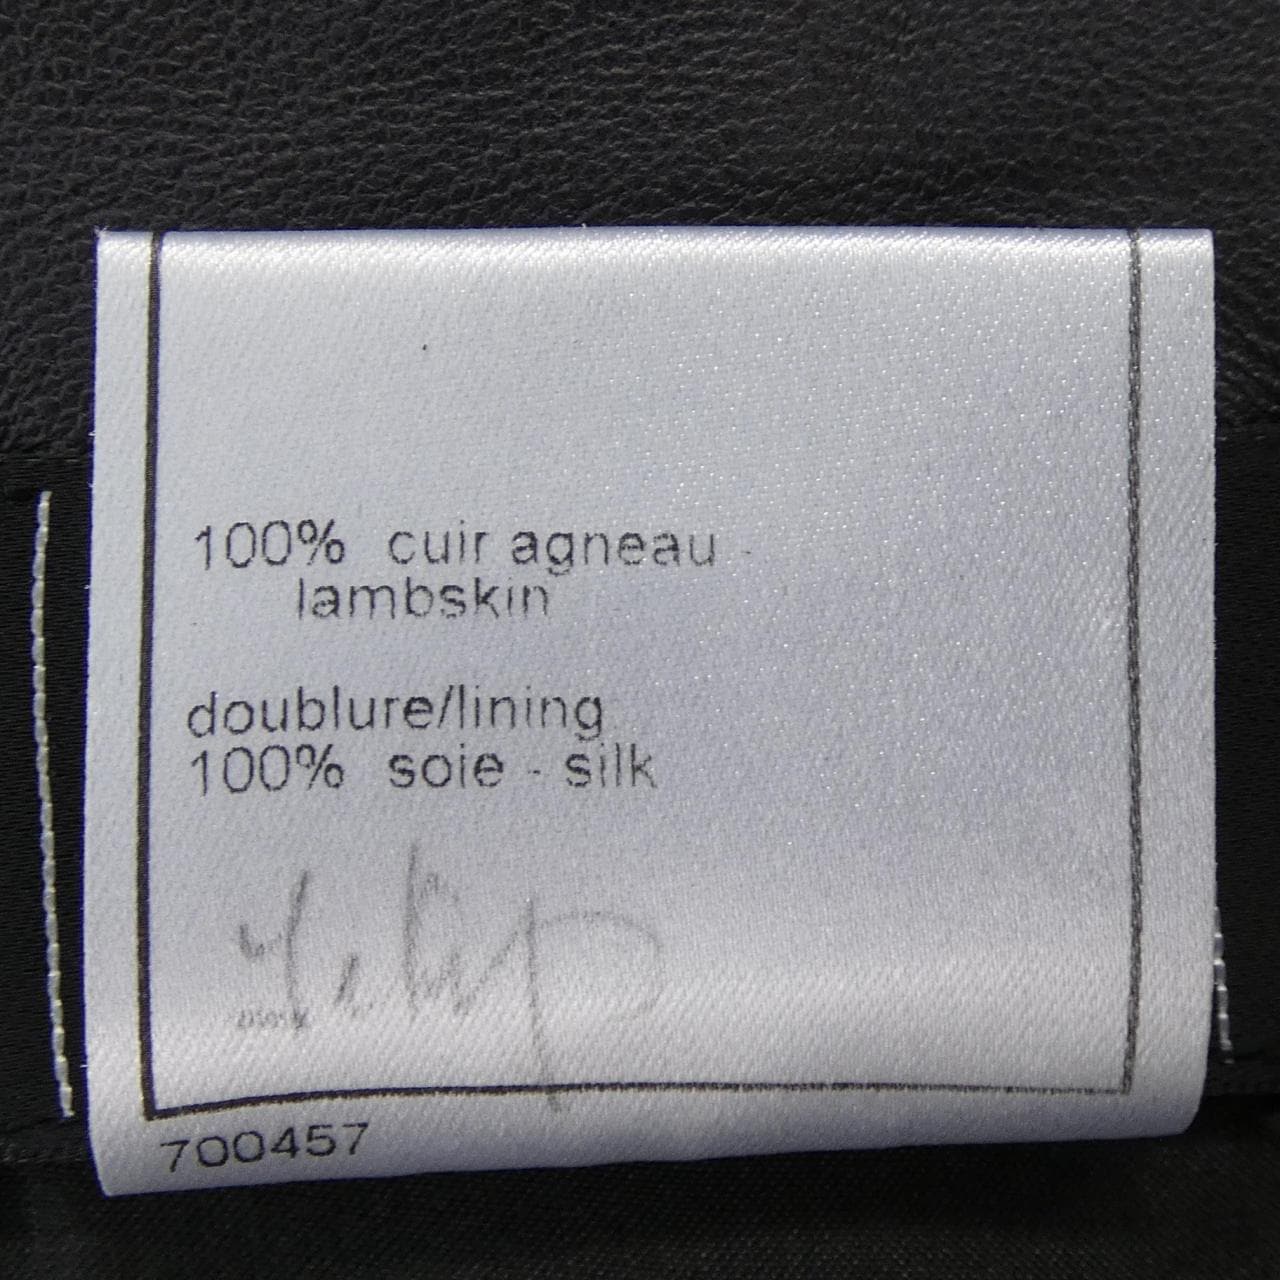 100% cuir agneau -
lambskin
doublure/lining
100% soie - silk
700457